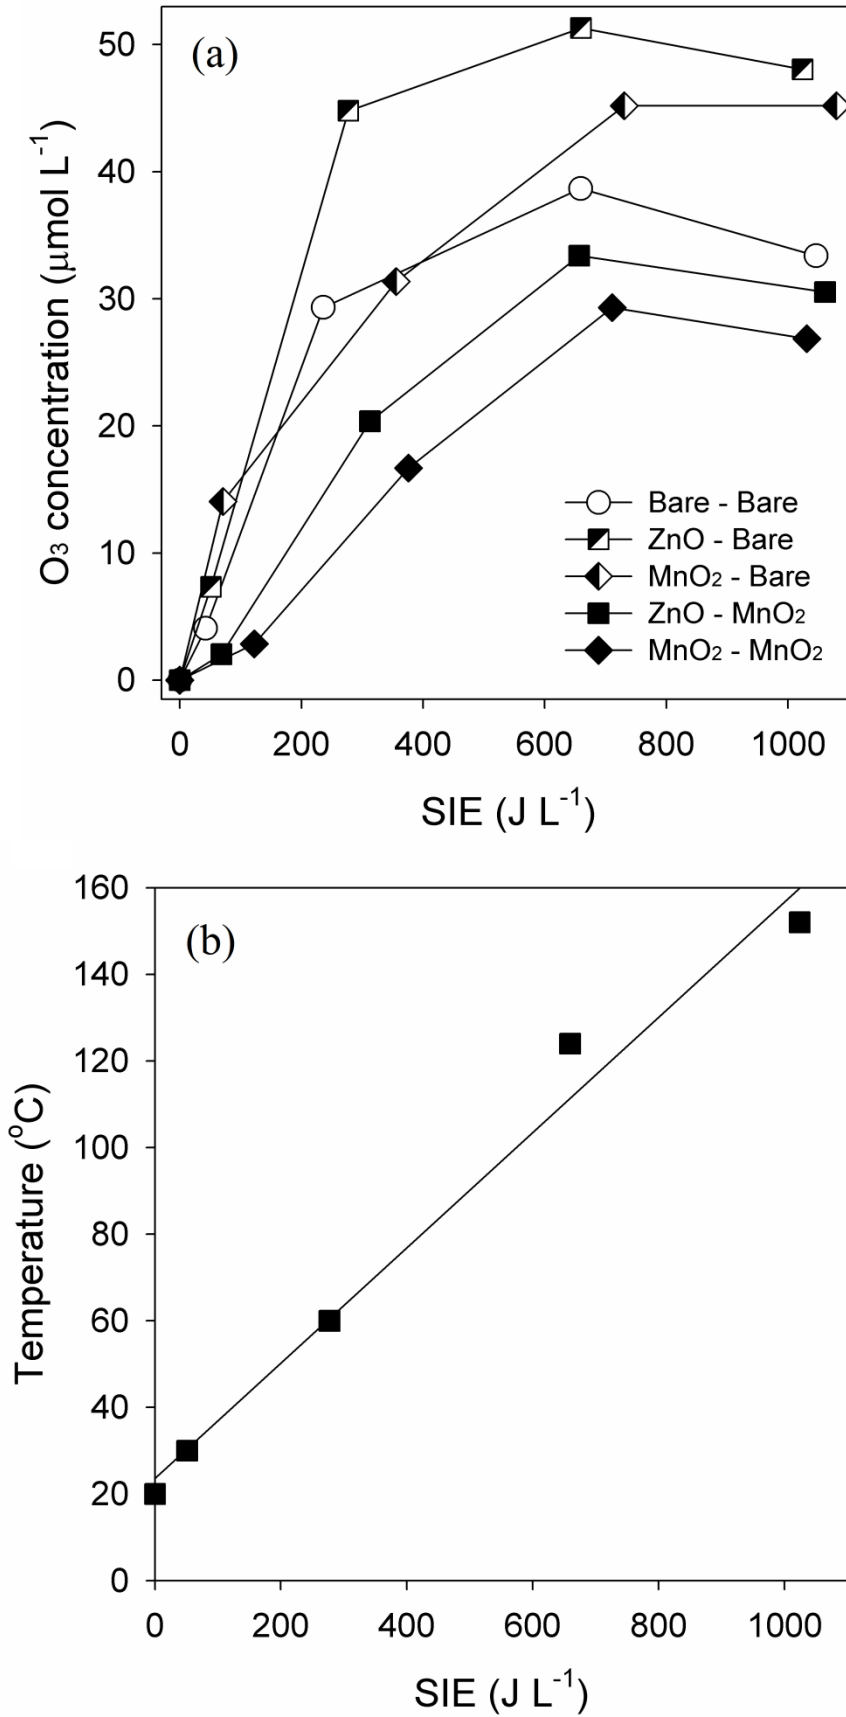 (a)
50
40
30
20
10
0
O₃ concentration (μmol L⁻¹)
Bare - Bare
ZnO - Bare
MnO₂ - Bare
ZnO - MnO₂
MnO₂ - MnO₂
0 200 400 600 800 1000
SIE (J L⁻¹)
(b)
160
140
120
100
80
60
40
20
0
Temperature (°C)
0 200 400 600 800 1000
SIE (J L⁻¹)